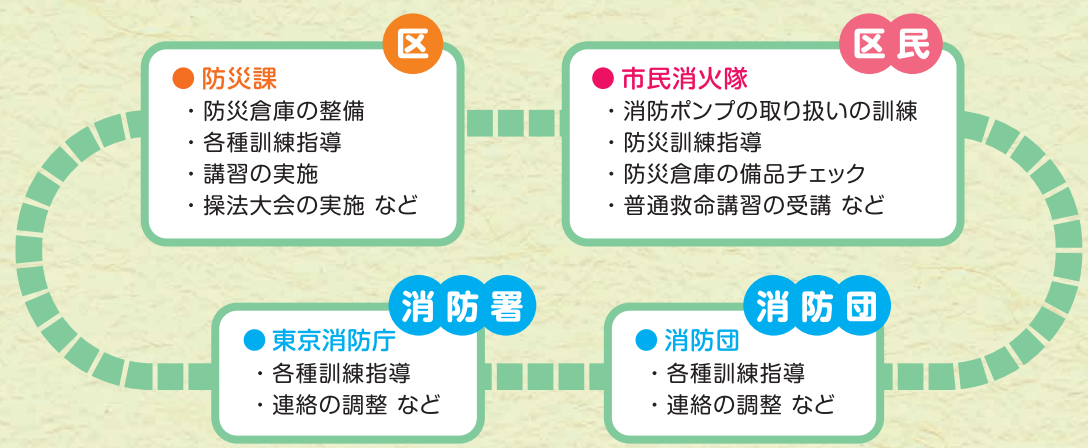 区
● 防災課
・防災倉庫の整備
・各種訓練指導
・講習の実施
・操法大会の実施 など
区民
● 市民消火隊
・消防ポンプの取り扱いの訓練
・防災訓練指導
・防災倉庫の備品チェック
・普通救命講習の受講 など
消防署
● 東京消防庁
・各種訓練指導
・連絡の調整 など
消防団
● 消防団
・各種訓練指導
・連絡の調整 など